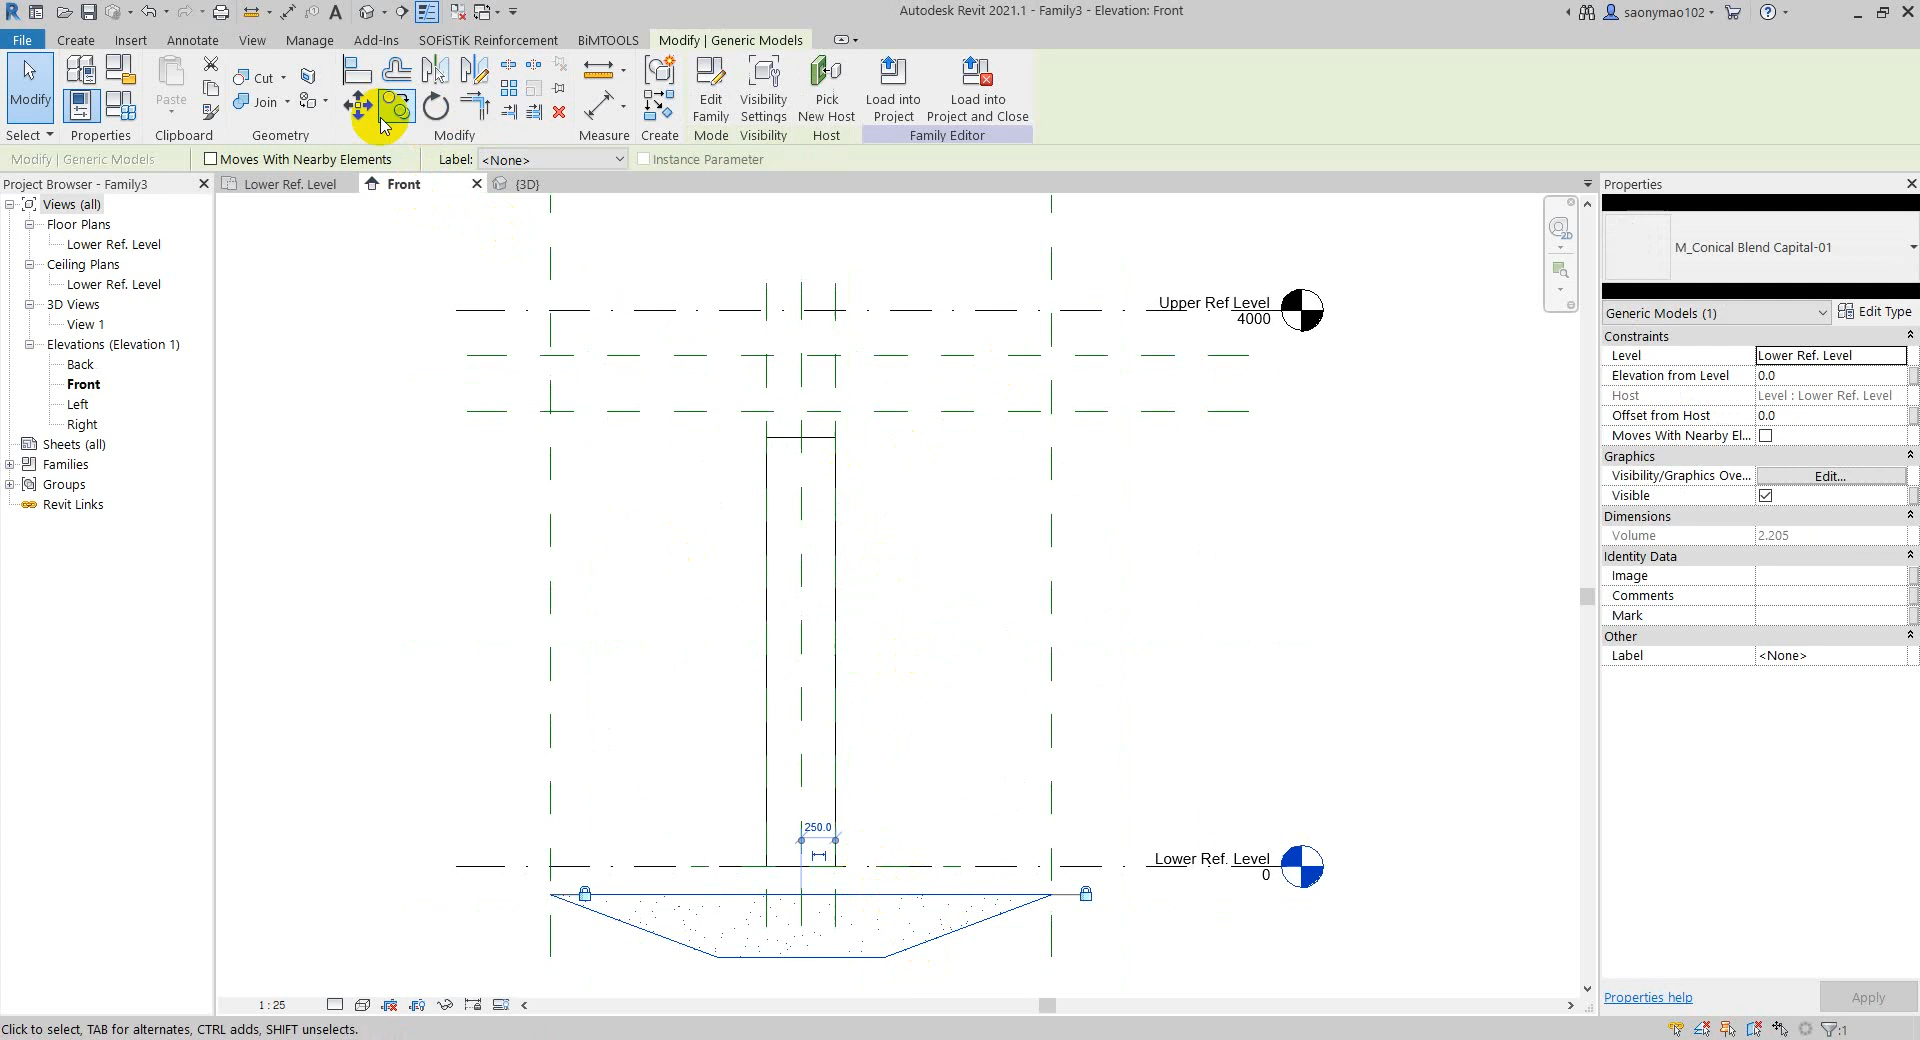 Autodesk Revit 2021.1 - Family3 - Elevation: Front
saonymao102
File
Create
Insert
Annotate
View
Manage
Add-Ins
SOFiSTiK Reinforcement
BiMTOOLS
Modify | Generic Models
Modify
Paste
Cut
Join
Edit Family
Visibility Settings
Pick New Host
Load into Project
Load into Project and Close
Select
Properties
Clipboard
Geometry
Modify
Measure
Create
Mode
Visibility
Host
Family Editor
Modify | Generic Models
Moves With Nearby Elements
Label: <None>
Instance Parameter
Project Browser - Family3
Lower Ref. Level
Front
{3D}
Properties
Views (all)
Floor Plans
Lower Ref. Level
Ceiling Plans
Lower Ref. Level
3D Views
View 1
Elevations (Elevation 1)
Back
Front
Left
Right
Sheets (all)
Families
Groups
Revit Links
2D
Upper Ref Level
4000
250.0
Lower Ref. Level
0
M_Conical Blend Capital-01
Generic Models (1)
Edit Type
Constraints
Level Lower Ref. Level
Elevation from Level 0.0
Host Level : Lower Ref. Level
Offset from Host 0.0
Moves With Nearby El...
Graphics
Visibility/Graphics Ove... Edit...
Visible
Dimensions
Volume 2.205
Identity Data
Image
Comments
Mark
Other
Label <None>
Properties help
Apply
1 : 25
Click to select, TAB for alternates, CTRL adds, SHIFT unselects.
:1